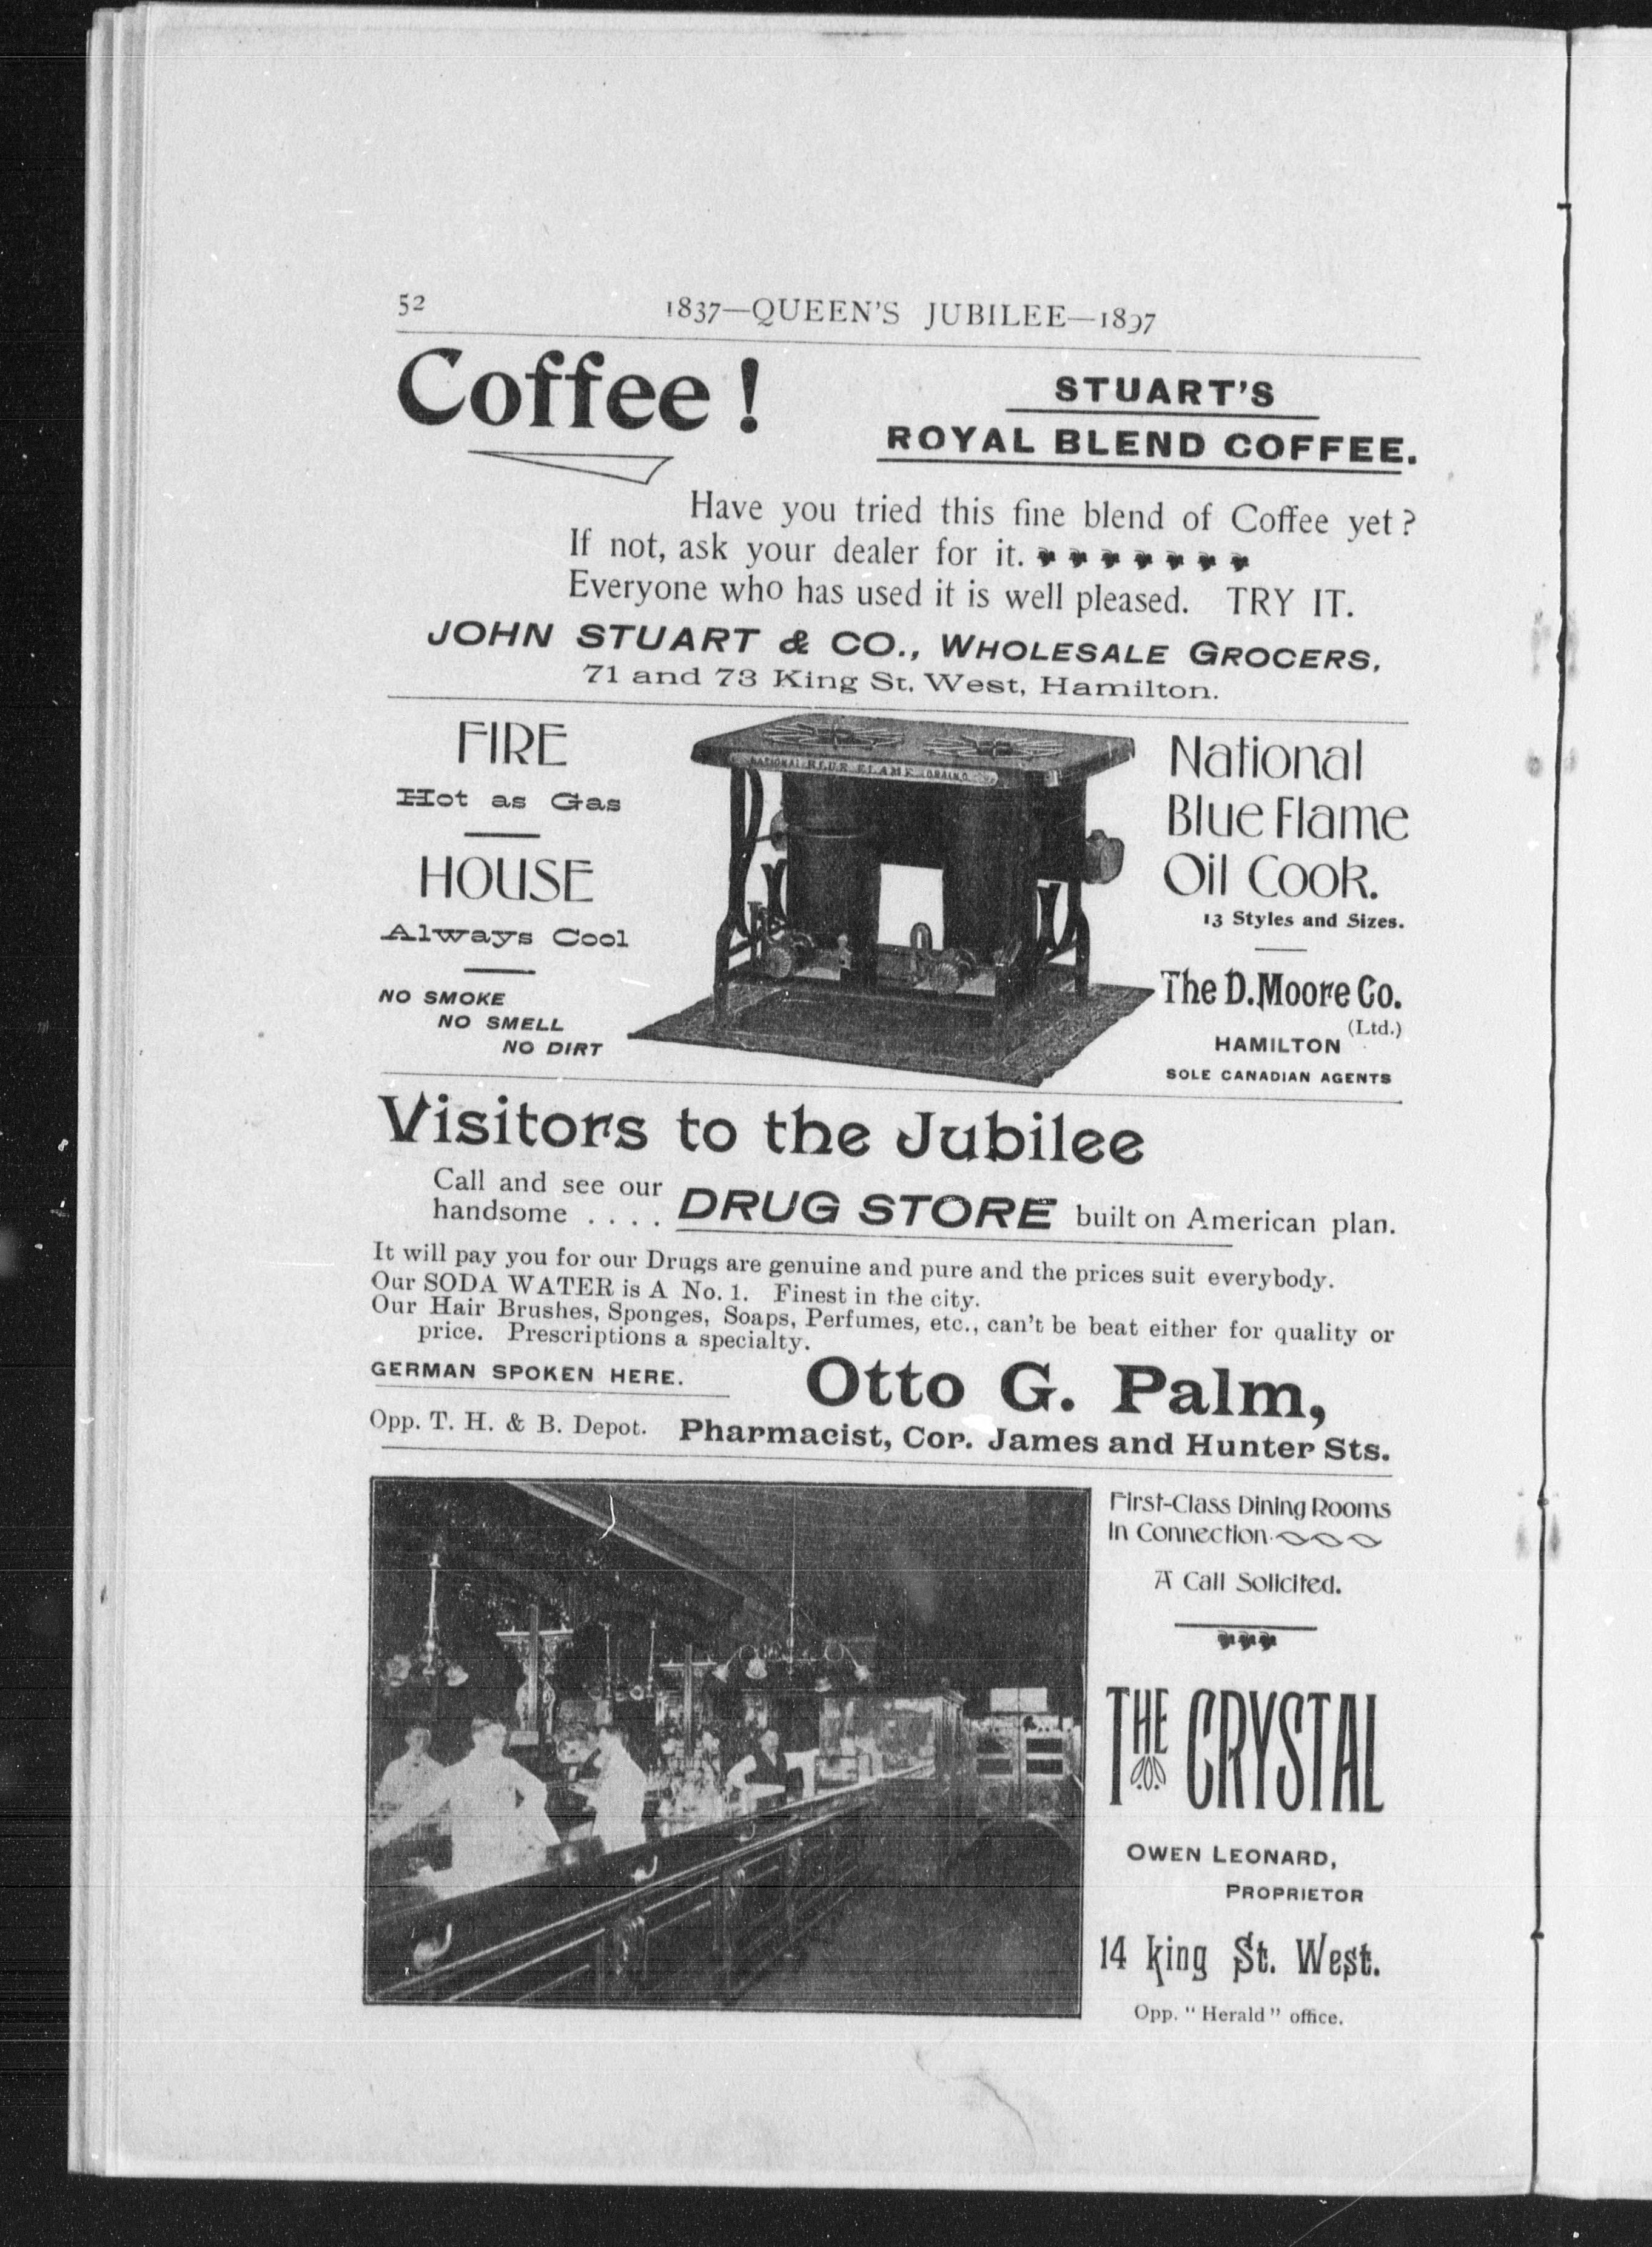 52
1837—QUEEN'S JUBILEE—1897
Coffee!
STUART'S
ROYAL BLEND COFFEE.
Have you tried this fine blend of Coffee yet?
If not, ask your dealer for it.
Everyone who has used it is well pleased. TRY IT.
JOHN STUART & CO., WHOLESALE GROCERS,
71 and 73 King St. West, Hamilton.
FIRE
Hot as Gas
HOUSE
Always Cool
NO SMOKE
NO SMELL
NO DIRT
NATIONAL BLUE FLAME
National
Blue Flame
Oil Cook.
13 Styles and Sizes.
The D. Moore Co.
(Ltd.)
HAMILTON
SOLE CANADIAN AGENTS
Visitors to the Jubilee
Call and see our
handsome .... DRUG STORE built on American plan.
It will pay you for our Drugs are genuine and pure and the prices suit everybody.
Our SODA WATER is A No. 1. Finest in the city.
Our Hair Brushes, Sponges, Soaps, Perfumes, etc., can't be beat either for quality or
price. Prescriptions a specialty.
GERMAN SPOKEN HERE.
Otto G. Palm,
Opp. T. H. & B. Depot.
Pharmacist, Cor. James and Hunter Sts.
First-Class Dining Rooms
In Connection
A Call Solicited.
THE CRYSTAL
OWEN LEONARD,
PROPRIETOR
14 King St. West.
Opp. "Herald" office.